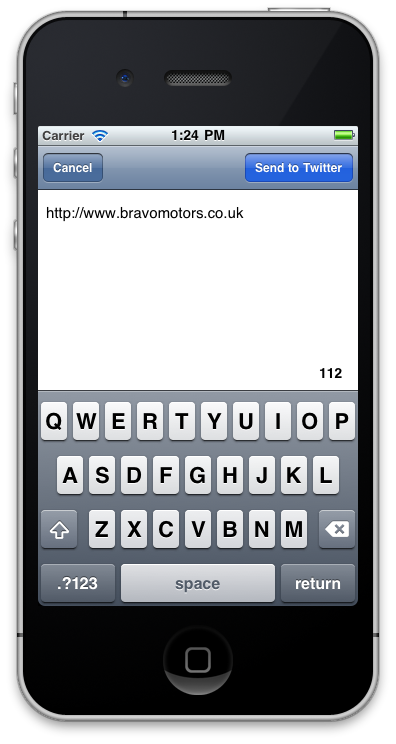 Carrier 1:24 PM
Cancel Send to Twitter
http://www.bravomotors.co.uk
112
Q W E R T Y U I O P
A S D F G H J K L
Z X C V B N M
.?123 space return